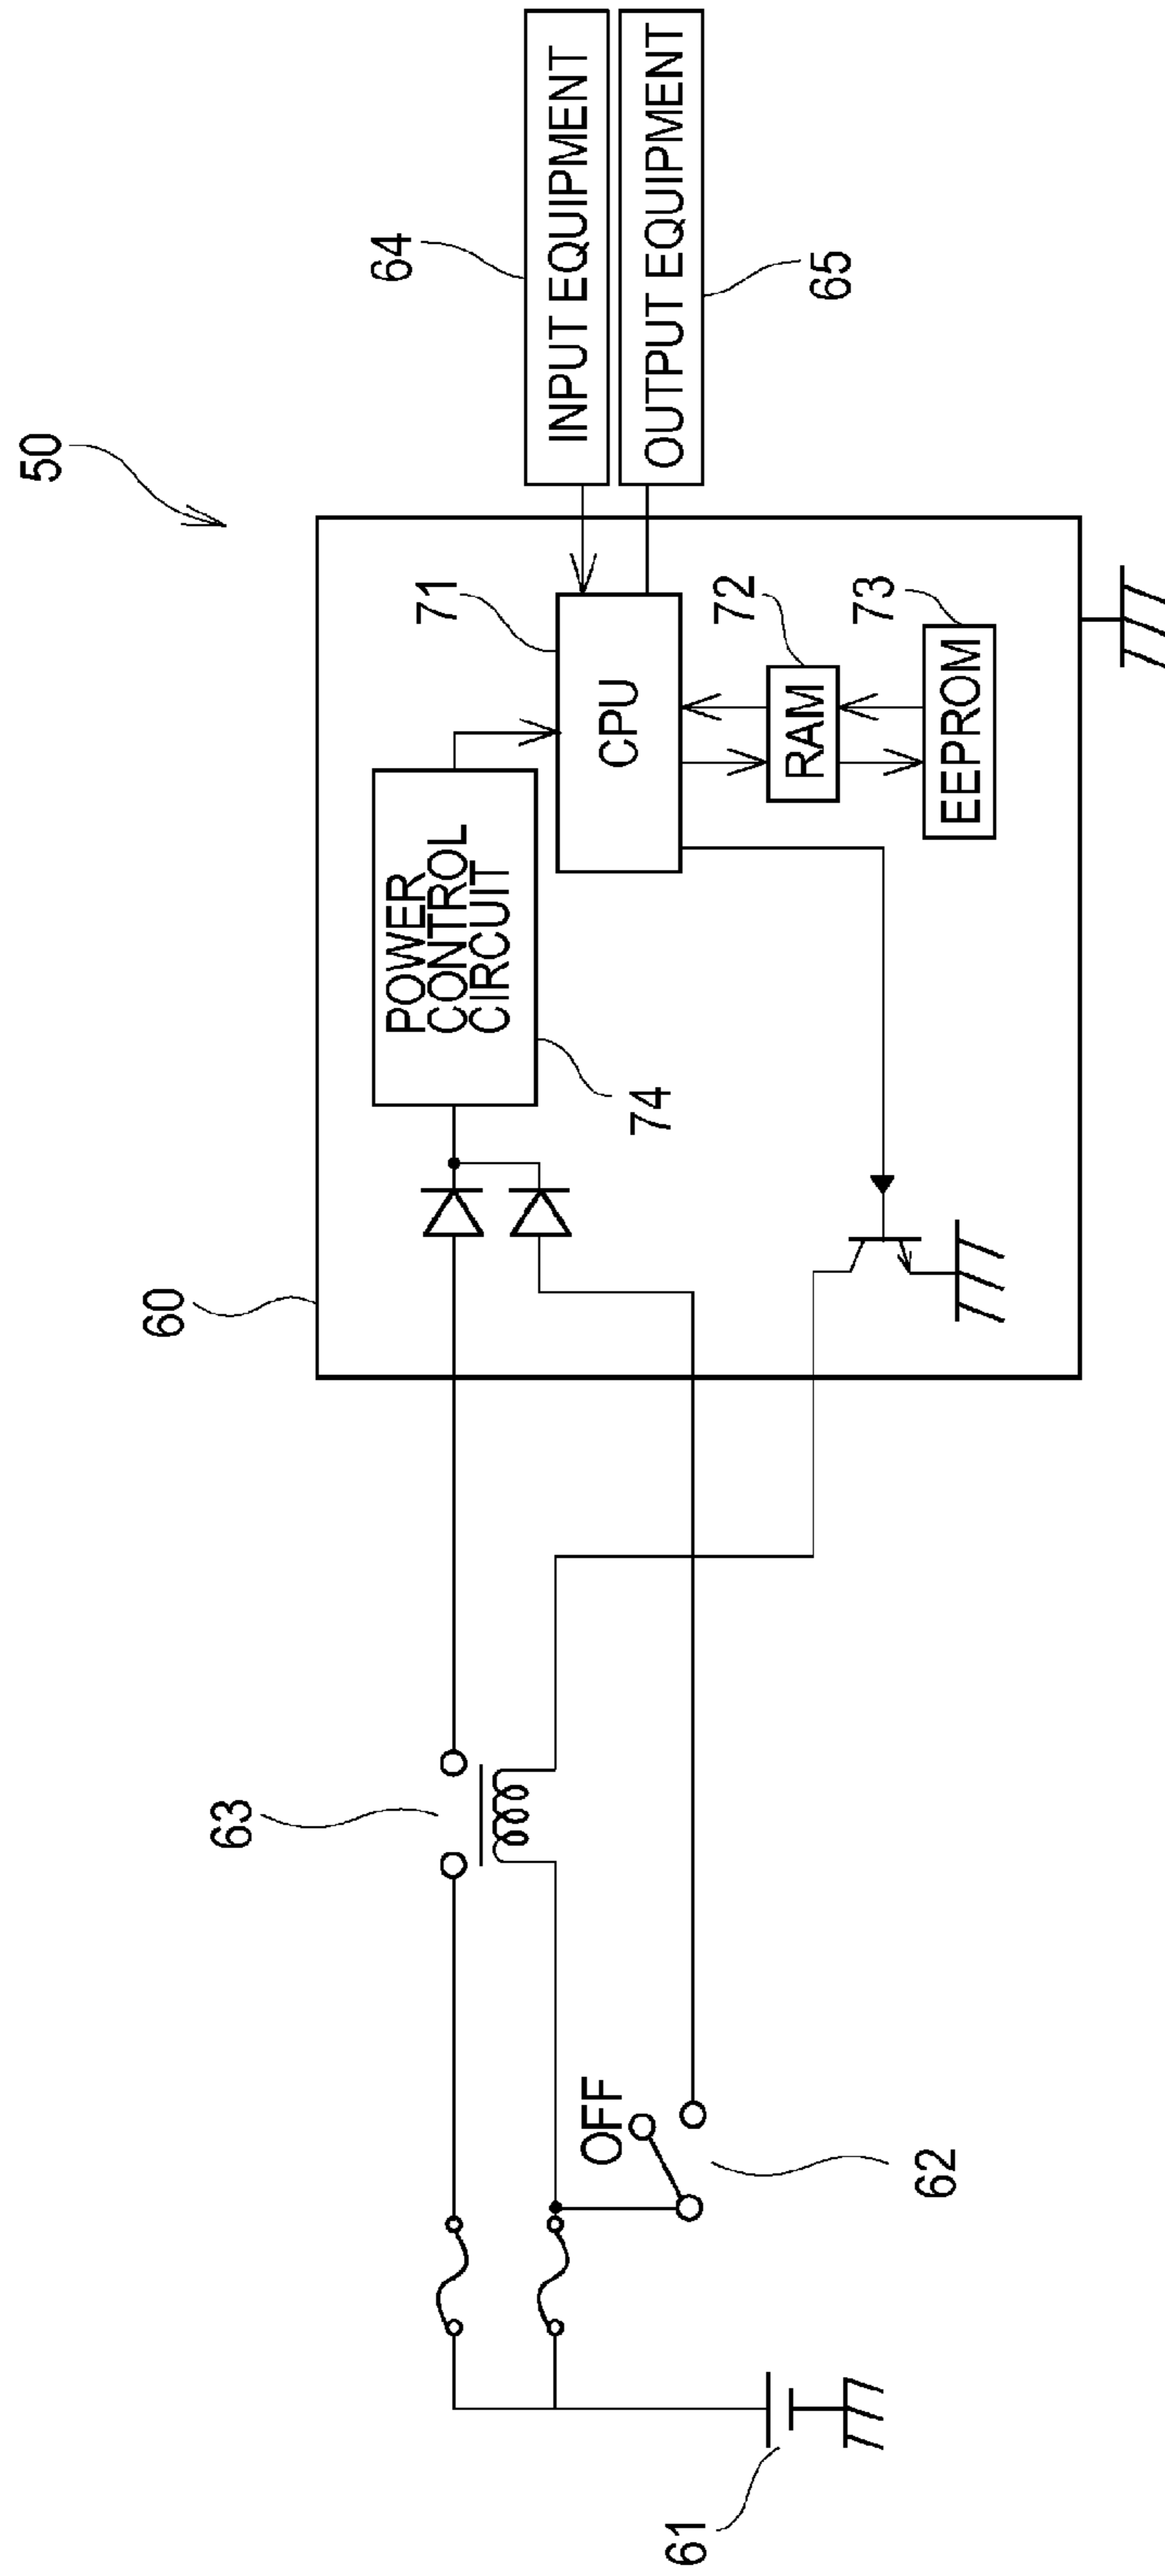 50
60
POWER
CONTROL
CIRCUIT
74
71
CPU
64
INPUT EQUIPMENT
OUTPUT EQUIPMENT
65
72
RAM
73
EEPROM
63
OFF
62
61